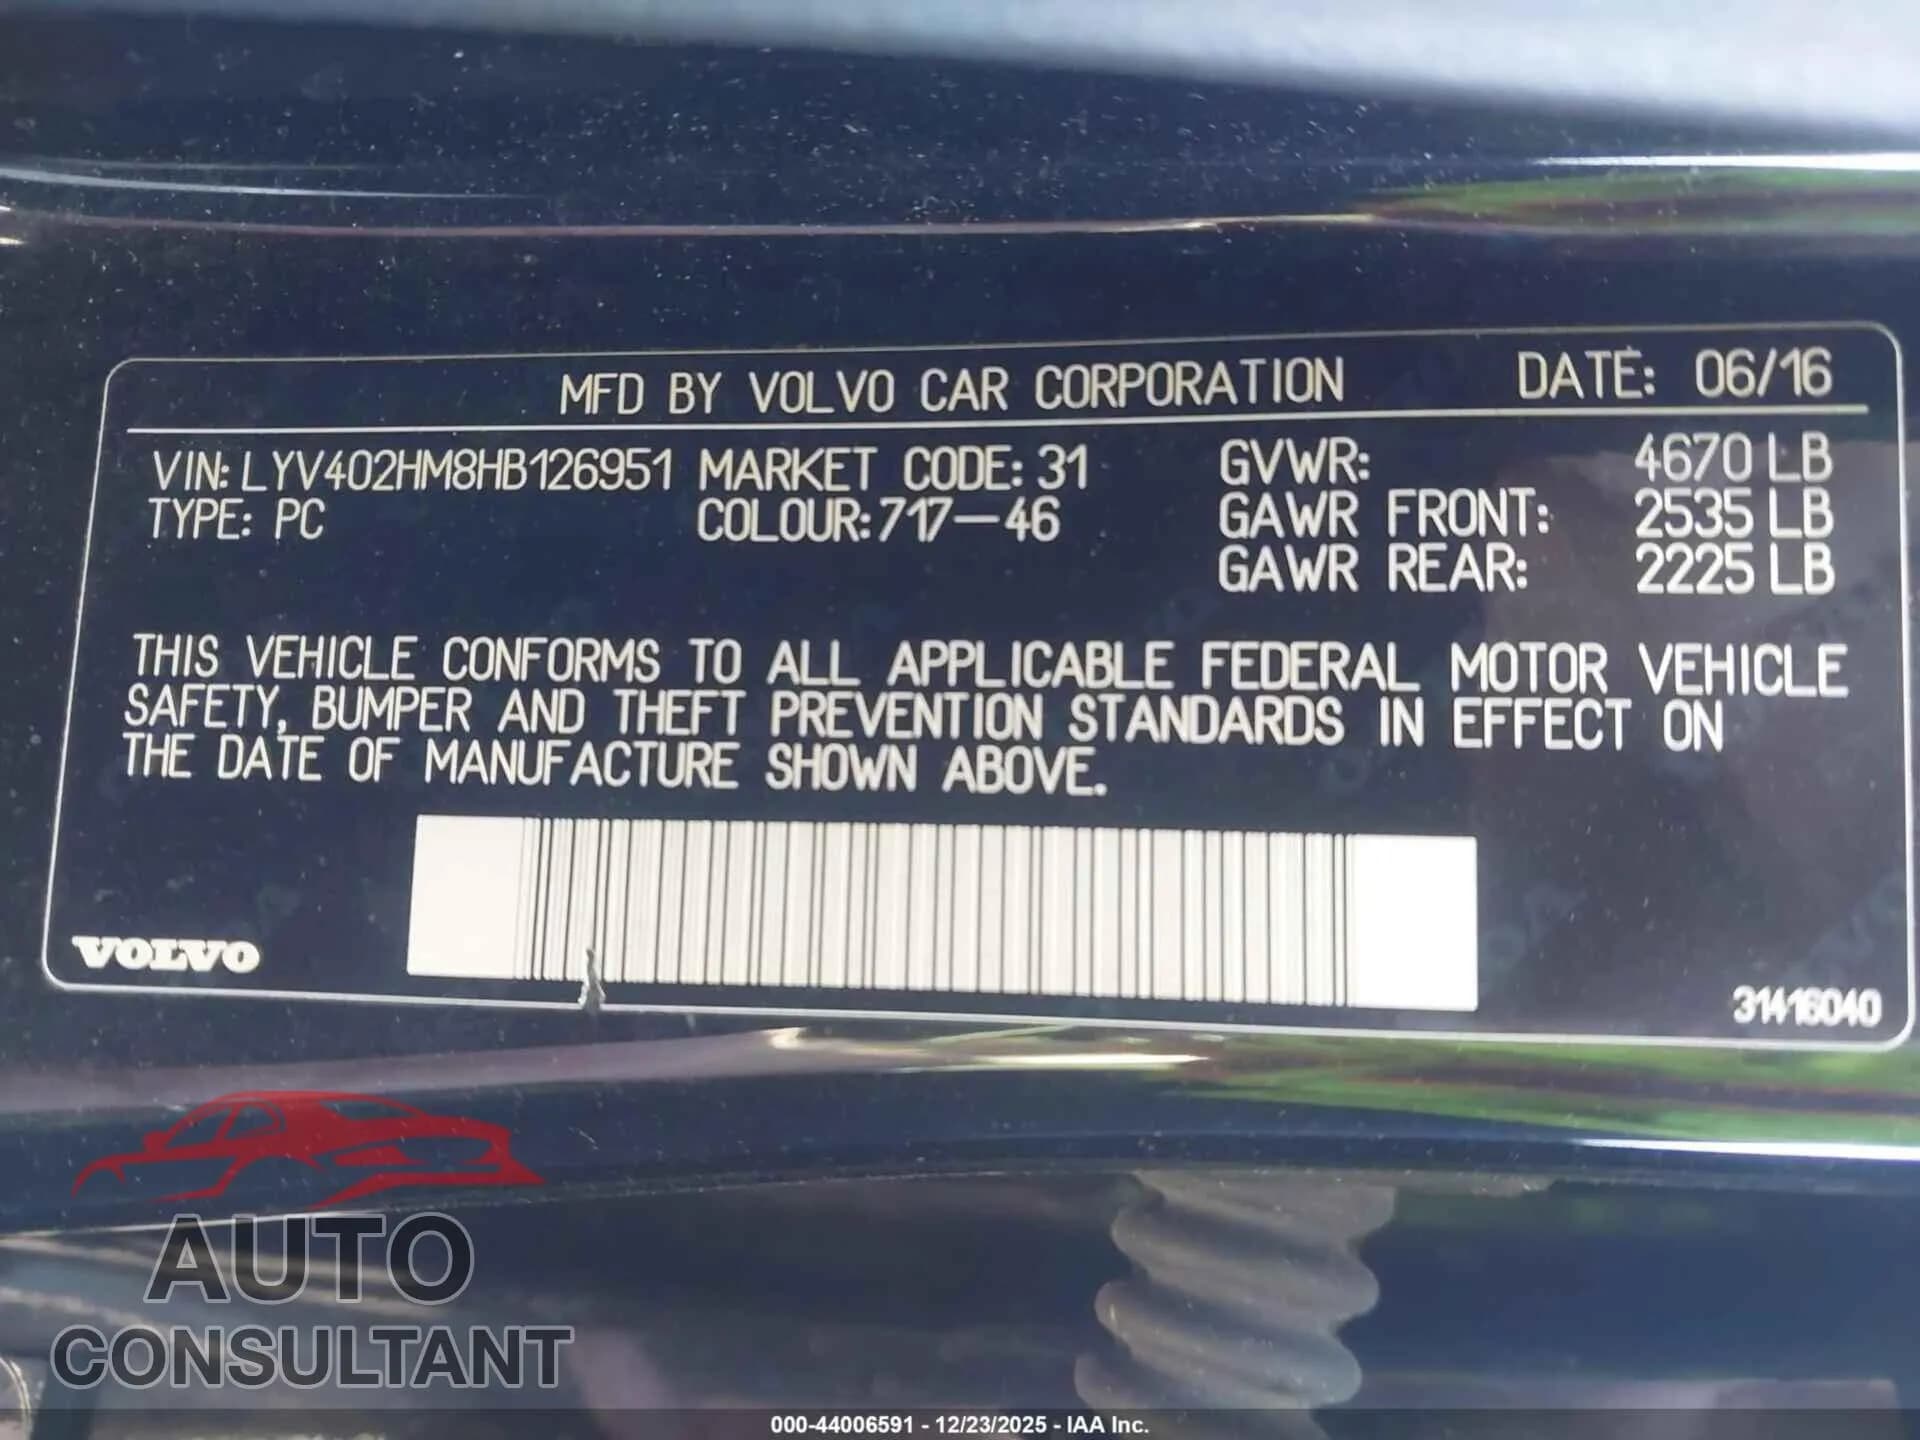 MFD BY VOLVO CAR CORPORATION DATE: 06/16
VIN: LYV402HM8HB126951 MARKET CODE: 31 GVWR: 4670 LB
TYPE: PC COLOUR: 717-46 GAWR FRONT: 2535 LB
GAWR REAR: 2225 LB
THIS VEHICLE CONFORMS TO ALL APPLICABLE FEDERAL MOTOR VEHICLE
SAFETY, BUMPER AND THEFT PREVENTION STANDARDS IN EFFECT ON
THE DATE OF MANUFACTURE SHOWN ABOVE.
VOLVO
31416040
AUTO
CONSULTANT
000-44006591 - 12/23/2025 - IAA Inc.